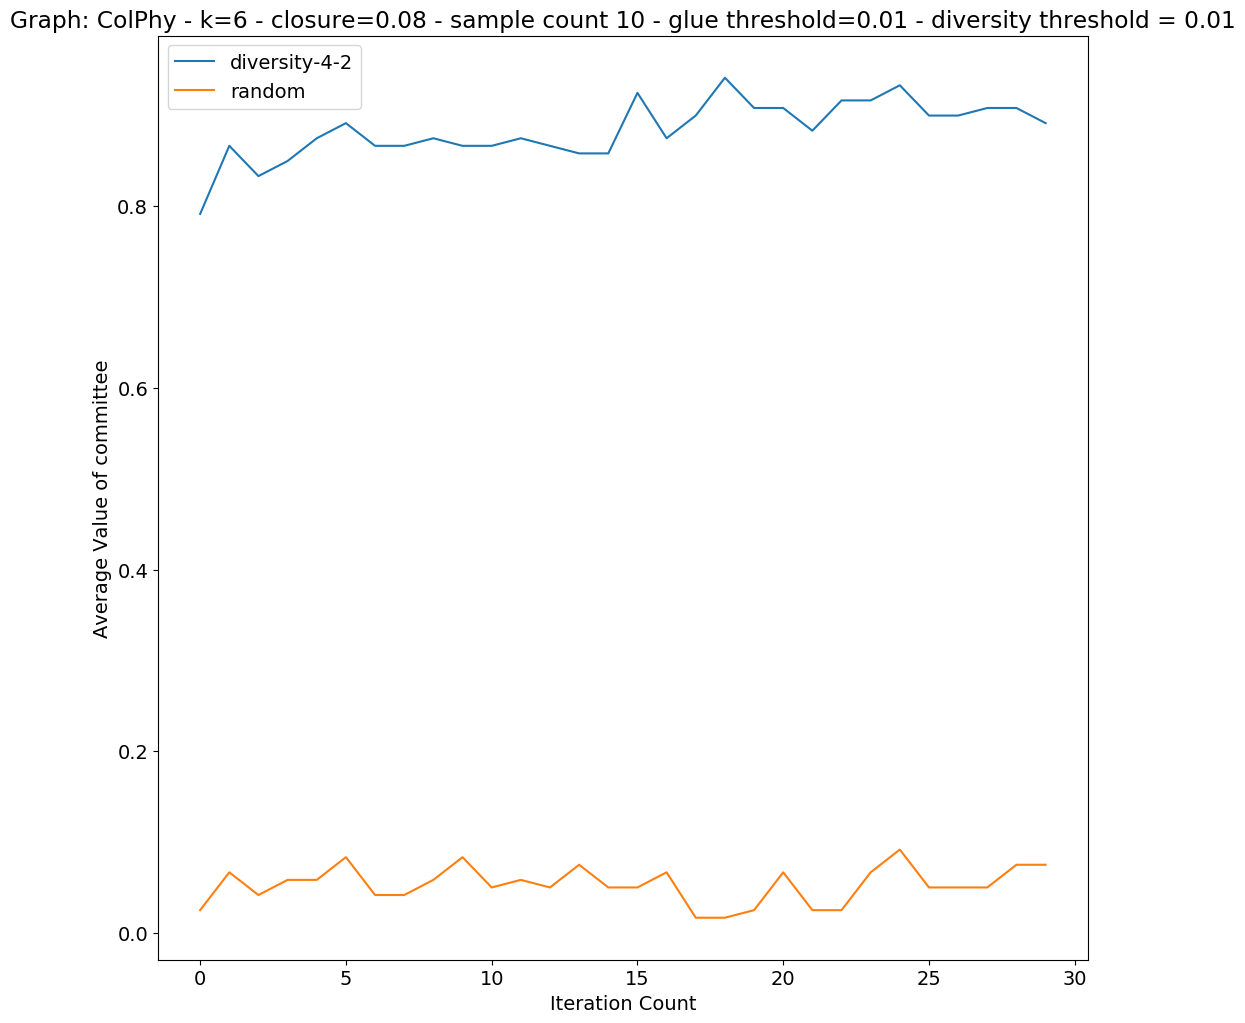 Graph: ColPhy - k=6 - closure=0.08 - sample count 10 - glue threshold=0.01 - diversity threshold = 0.01
diversity-4-2
random
0.8
0.6
0.4
0.2
0.0
Average Value of committee
0 5 10 15 20 25 30
Iteration Count